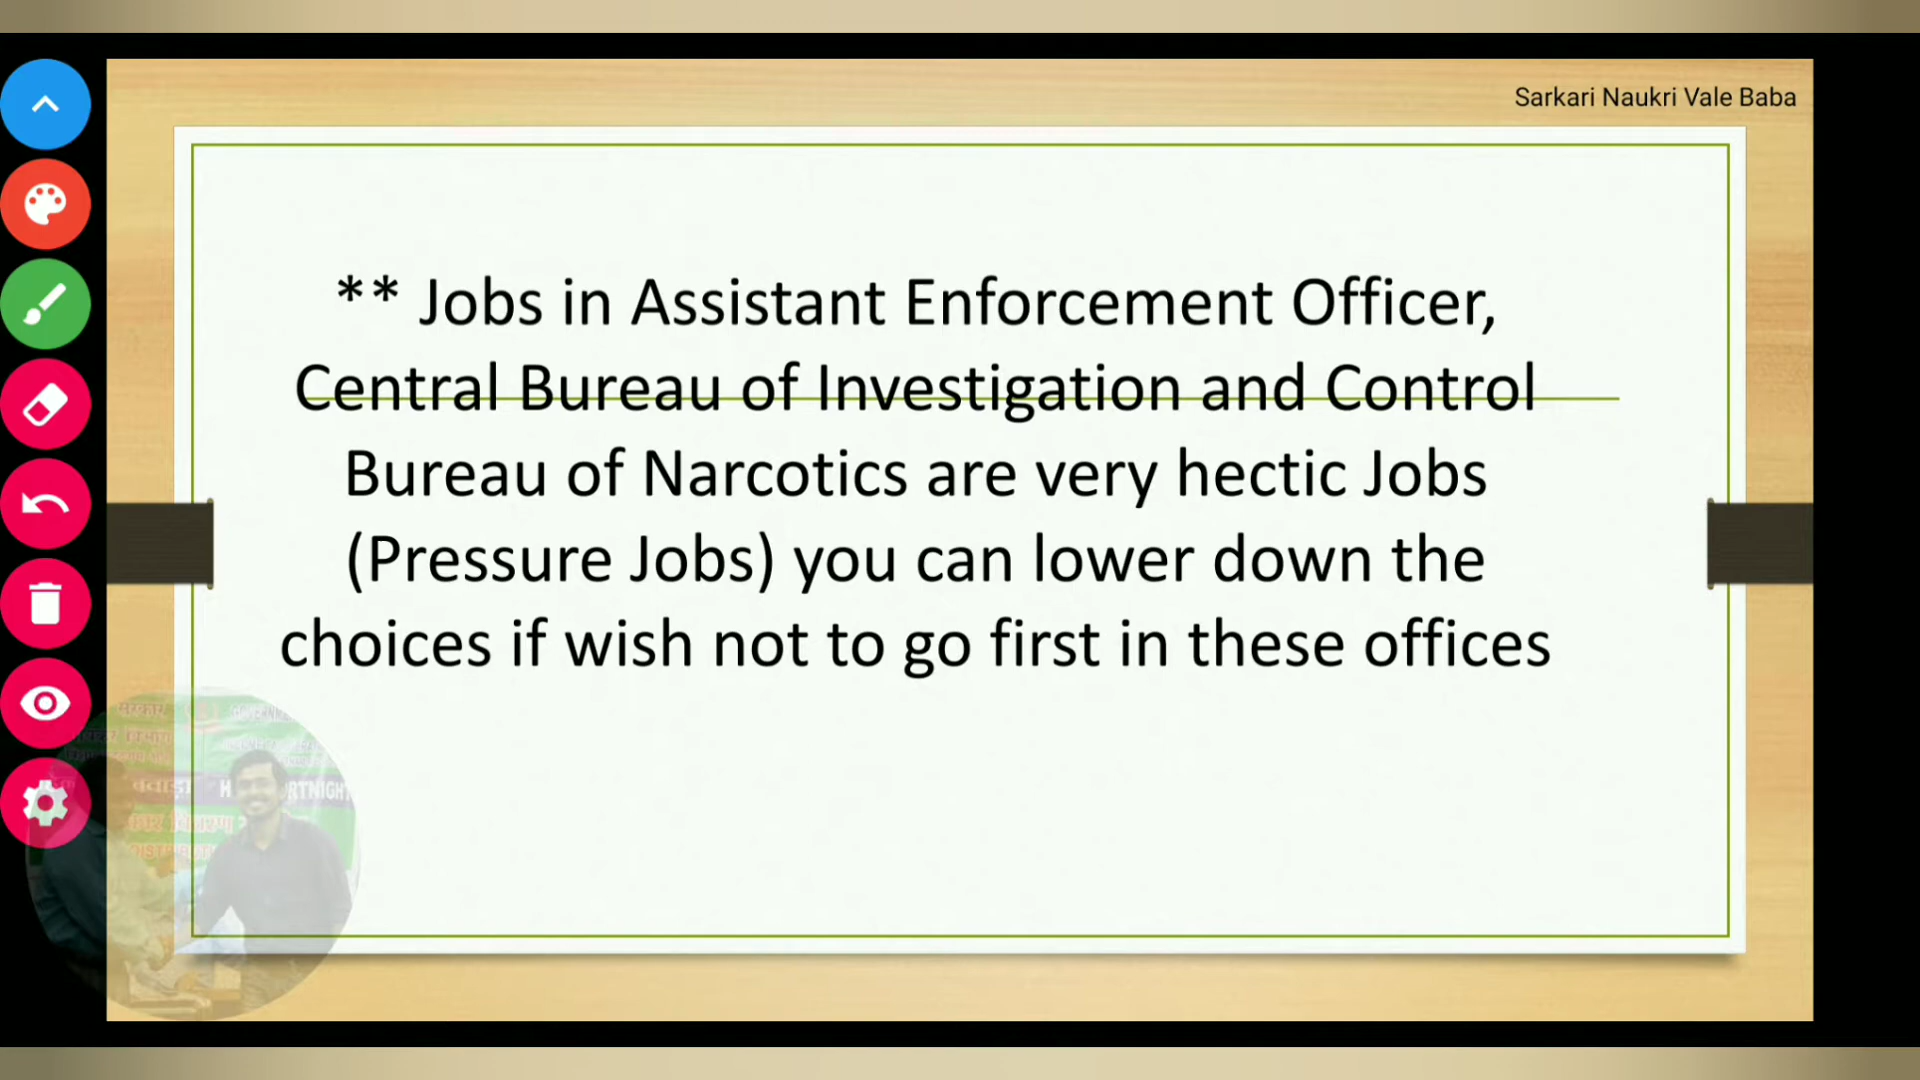 Sarkari Naukri Vale Baba
** Jobs in Assistant Enforcement Officer,
Central Bureau of Investigation and Control
Bureau of Narcotics are very hectic Jobs
(Pressure Jobs) you can lower down the
choices if wish not to go first in these offices
सरकार
RTNIGHT